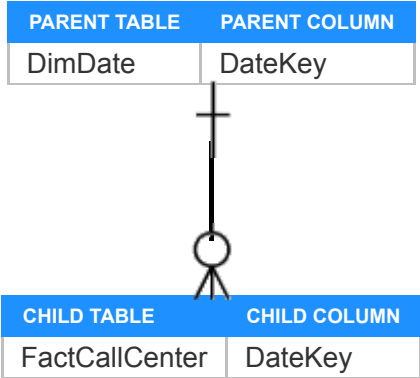 PARENT TABLE PARENT COLUMN
DimDate DateKey
CHILD TABLE CHILD COLUMN
FactCallCenter DateKey